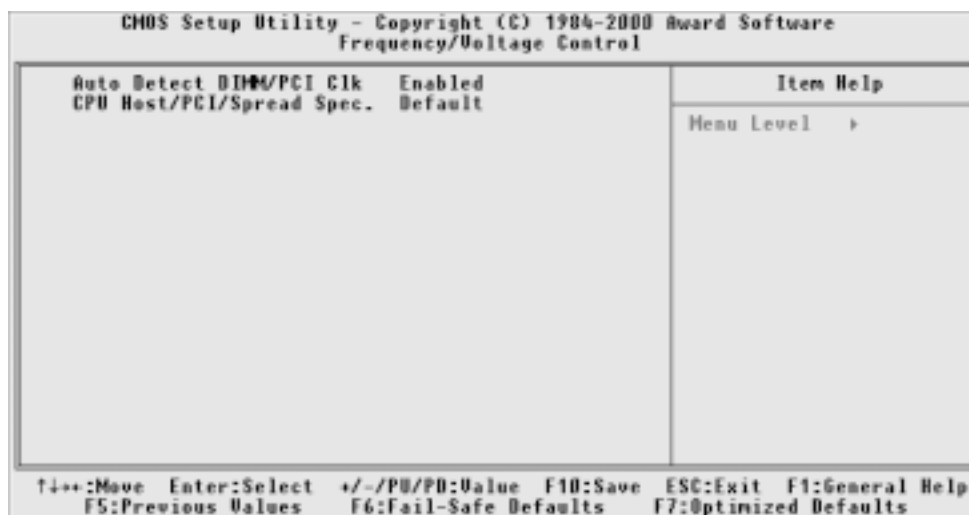 CMOS Setup Utility - Copyright (C) 1984-2000 Award Software
Frequency/Voltage Control
Auto Detect DIMM/PCI Clk Enabled
CPU Host/PCI/Spread Spec. Default
Item Help
Menu Level ▸
↑↓→←:Move Enter:Select +/-/PU/PD:Value F10:Save ESC:Exit F1:General Help
F5:Previous Values F6:Fail-Safe Defaults F7:Optimized Defaults